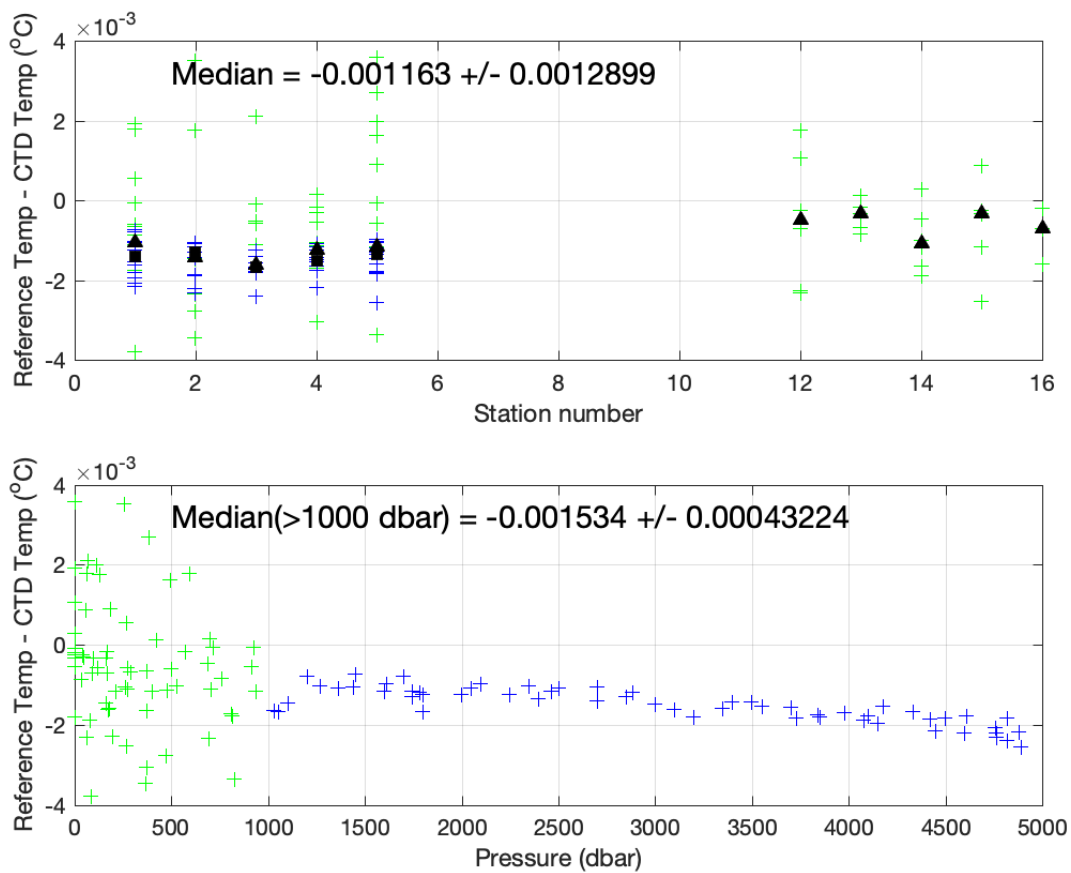 ×10⁻³
4
2
0
-2
-4
Reference Temp - CTD Temp (°C)
Median = -0.001163 +/- 0.0012899
0 2 4 6 8 10 12 14 16
Station number
×10⁻³
4
2
0
-2
-4
Reference Temp - CTD Temp (°C)
Median(>1000 dbar) = -0.001534 +/- 0.00043224
0 500 1000 1500 2000 2500 3000 3500 4000 4500 5000
Pressure (dbar)